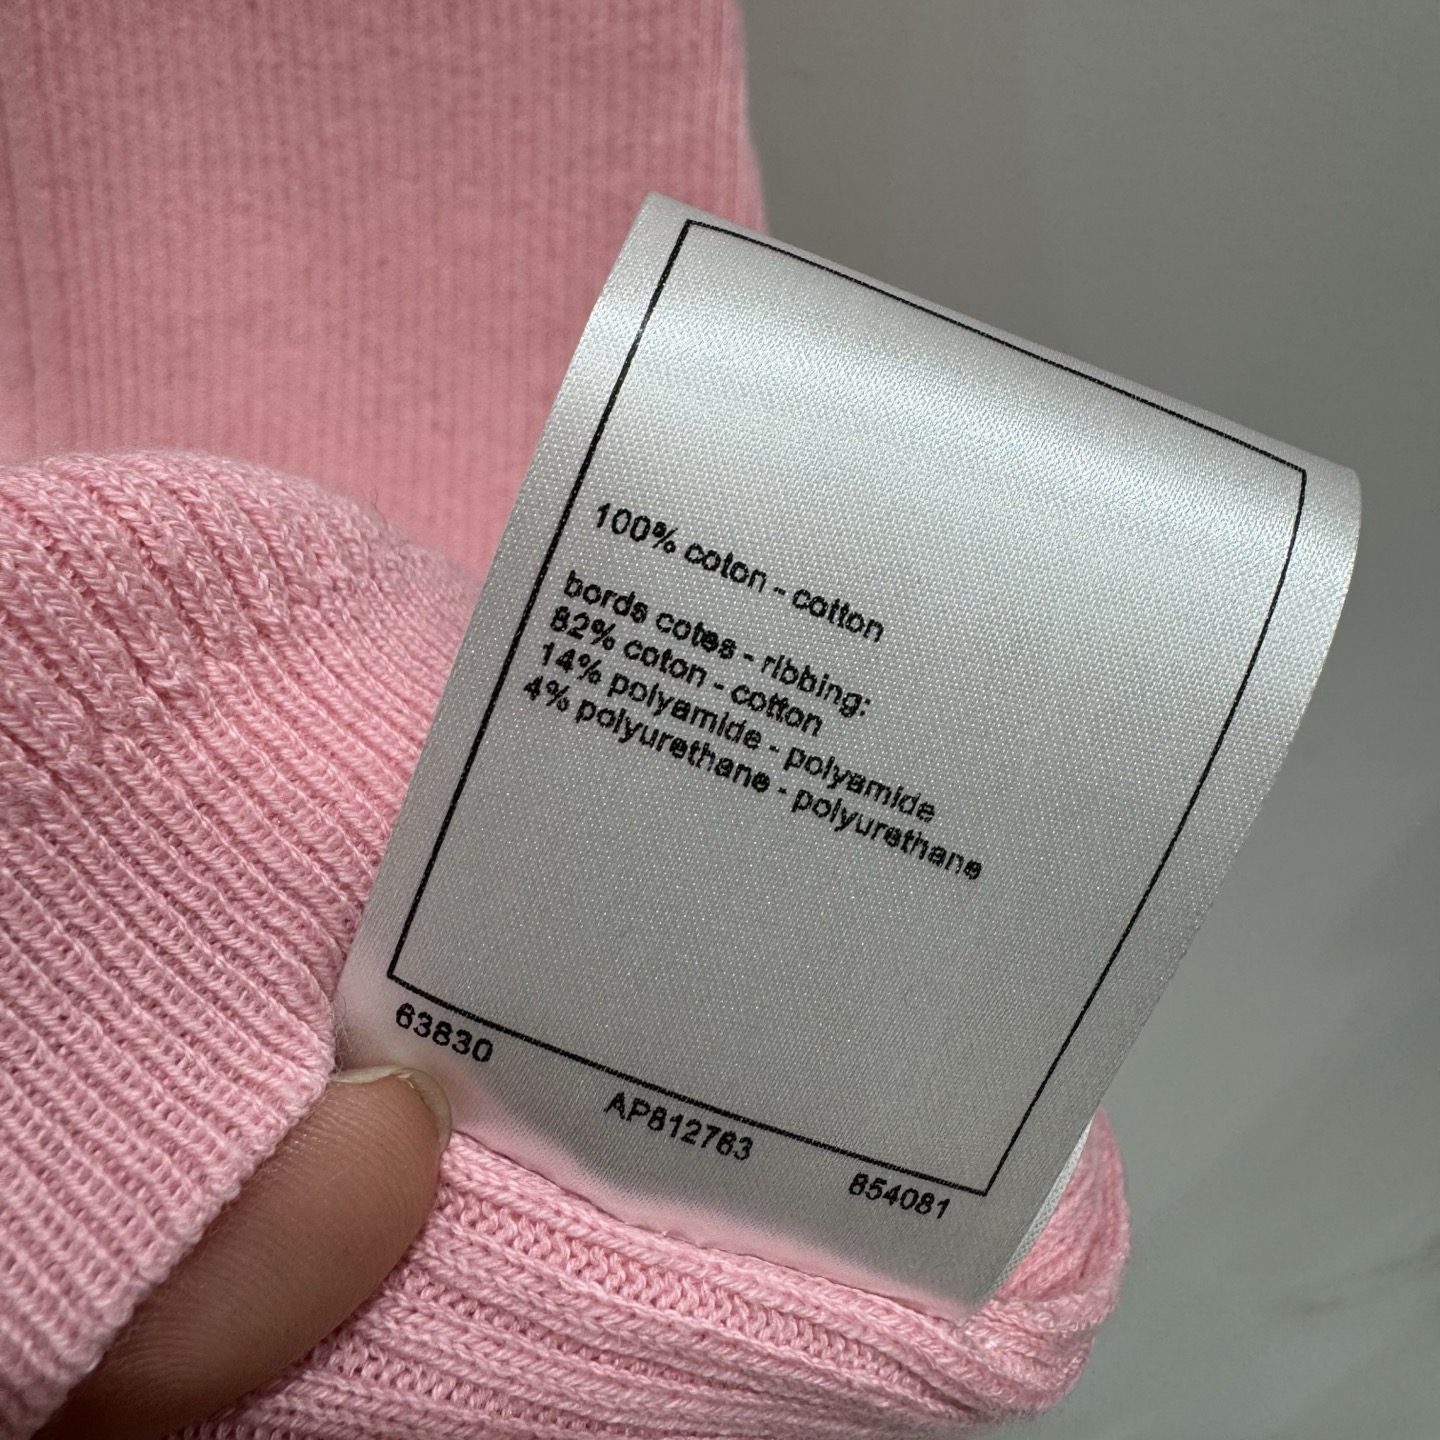 100% coton - cotton
bords cotes - ribbing:
82% coton - cotton
14% polyamide - polyamide
4% polyurethane - polyurethane
63830
AP812763
854081